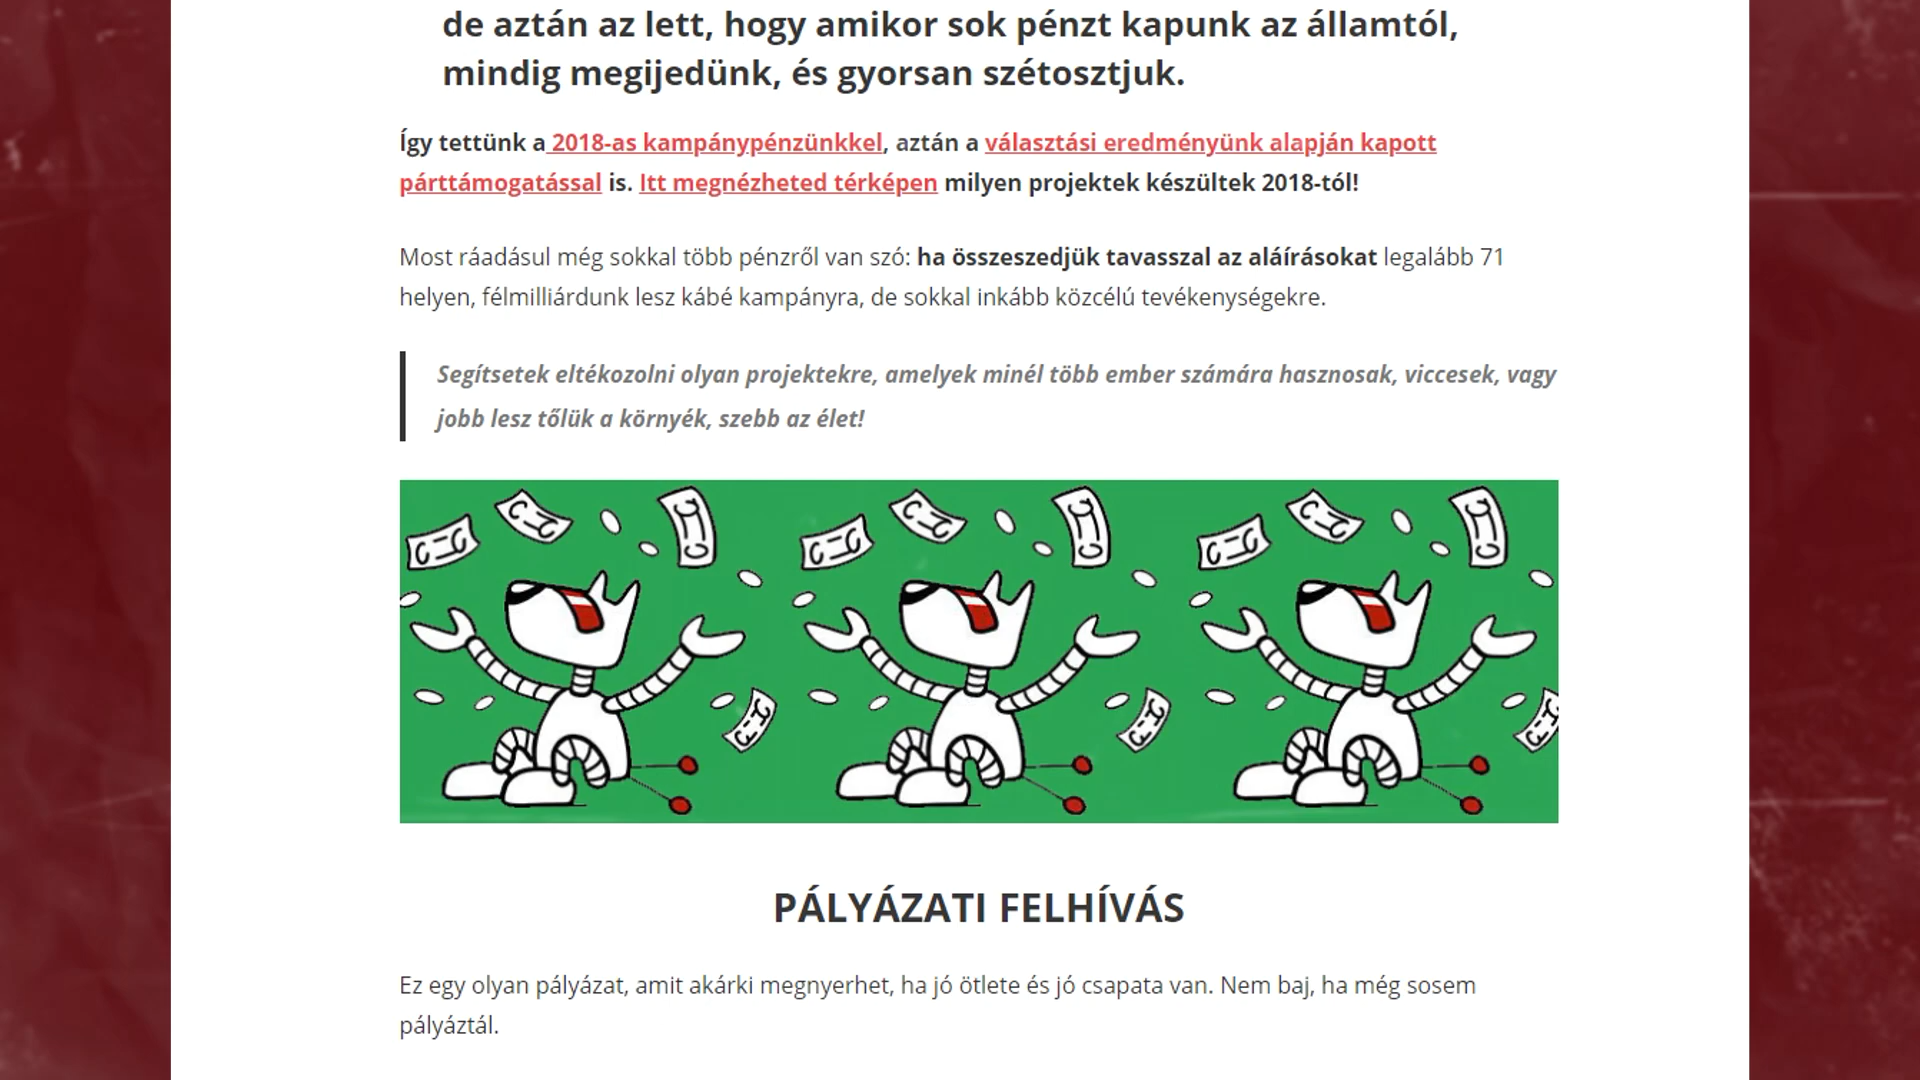 de aztán az lett, hogy amikor sok pénzt kapunk az államtól,
mindig megijedünk, és gyorsan szétosztjuk.
Így tettünk a 2018-as kampánypénzünkkel, aztán a választási eredményünk alapján kapott
párttámogatással is. Itt megnézheted térképen milyen projektek készültek 2018-tól!
Most ráadásul még sokkal több pénzről van szó: ha összeszedjük tavasszal az aláírásokat legalább 71
helyen, félmilliárdunk lesz kábé kampányra, de sokkal inkább közcélú tevékenységekre.
Segítsetek eltékozolni olyan projektekre, amelyek minél több ember számára hasznosak, viccesek, vagy
jobb lesz tőlük a környék, szebb az élet!
PÁLYÁZATI FELHÍVÁS
Ez egy olyan pályázat, amit akárki megnyerhet, ha jó ötlete és jó csapata van. Nem baj, ha még sosem
pályáztál.